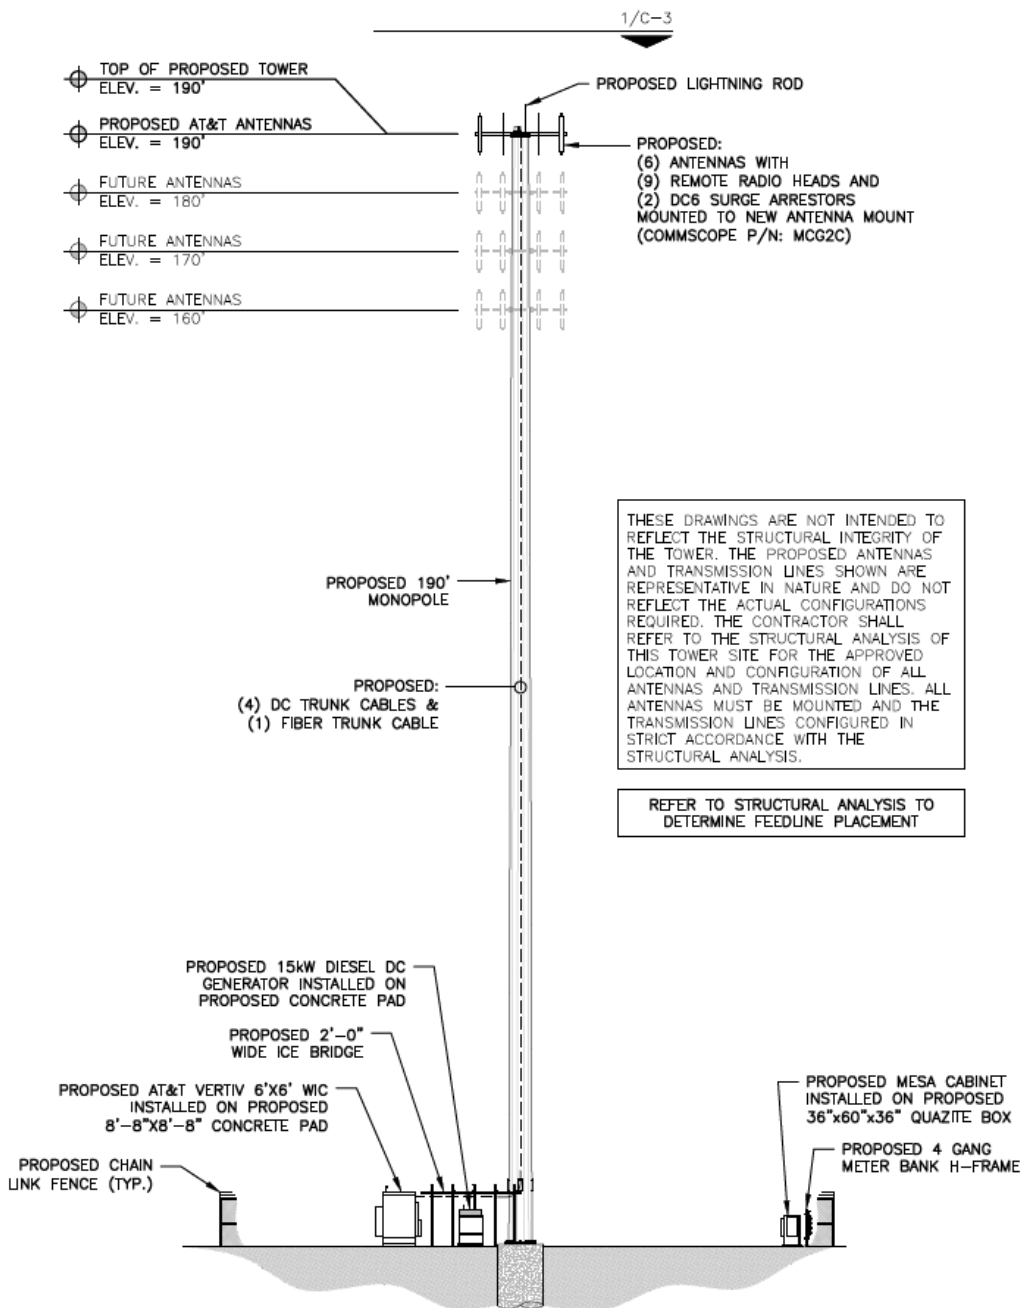 1/C-3
TOP OF PROPOSED TOWER
ELEV. = 190'
PROPOSED LIGHTNING ROD
PROPOSED AT&T ANTENNAS
ELEV. = 190'
PROPOSED:
(6) ANTENNAS WITH
(9) REMOTE RADIO HEADS AND
(2) DC6 SURGE ARRESTORS
MOUNTED TO NEW ANTENNA MOUNT
(COMMSCOPE P/N: MCG2C)
FUTURE ANTENNAS
ELEV. = 180'
FUTURE ANTENNAS
ELEV. = 170'
FUTURE ANTENNAS
ELEV. = 160'
THESE DRAWINGS ARE NOT INTENDED TO
REFLECT THE STRUCTURAL INTEGRITY OF
THE TOWER. THE PROPOSED ANTENNAS
AND TRANSMISSION LINES SHOWN ARE
REPRESENTATIVE IN NATURE AND DO NOT
REFLECT THE ACTUAL CONFIGURATIONS
REQUIRED. THE CONTRACTOR SHALL
REFER TO THE STRUCTURAL ANALYSIS OF
THIS TOWER SITE FOR THE APPROVED
LOCATION AND CONFIGURATION OF ALL
ANTENNAS AND TRANSMISSION LINES. ALL
ANTENNAS MUST BE MOUNTED AND THE
TRANSMISSION LINES CONFIGURED IN
STRICT ACCORDANCE WITH THE
STRUCTURAL ANALYSIS.
PROPOSED 190'
MONOPOLE
PROPOSED:
(4) DC TRUNK CABLES &
(1) FIBER TRUNK CABLE
REFER TO STRUCTURAL ANALYSIS TO
DETERMINE FEEDLINE PLACEMENT
PROPOSED 15kW DIESEL DC
GENERATOR INSTALLED ON
PROPOSED CONCRETE PAD
PROPOSED 2'-0"
WIDE ICE BRIDGE
PROPOSED AT&T VERTIV 6'X6' WIC
INSTALLED ON PROPOSED
8'-8"X8'-8" CONCRETE PAD
PROPOSED CHAIN
LINK FENCE (TYP.)
PROPOSED MESA CABINET
INSTALLED ON PROPOSED
36"x60"x36" QUAZITE BOX
PROPOSED 4 GANG
METER BANK H-FRAME